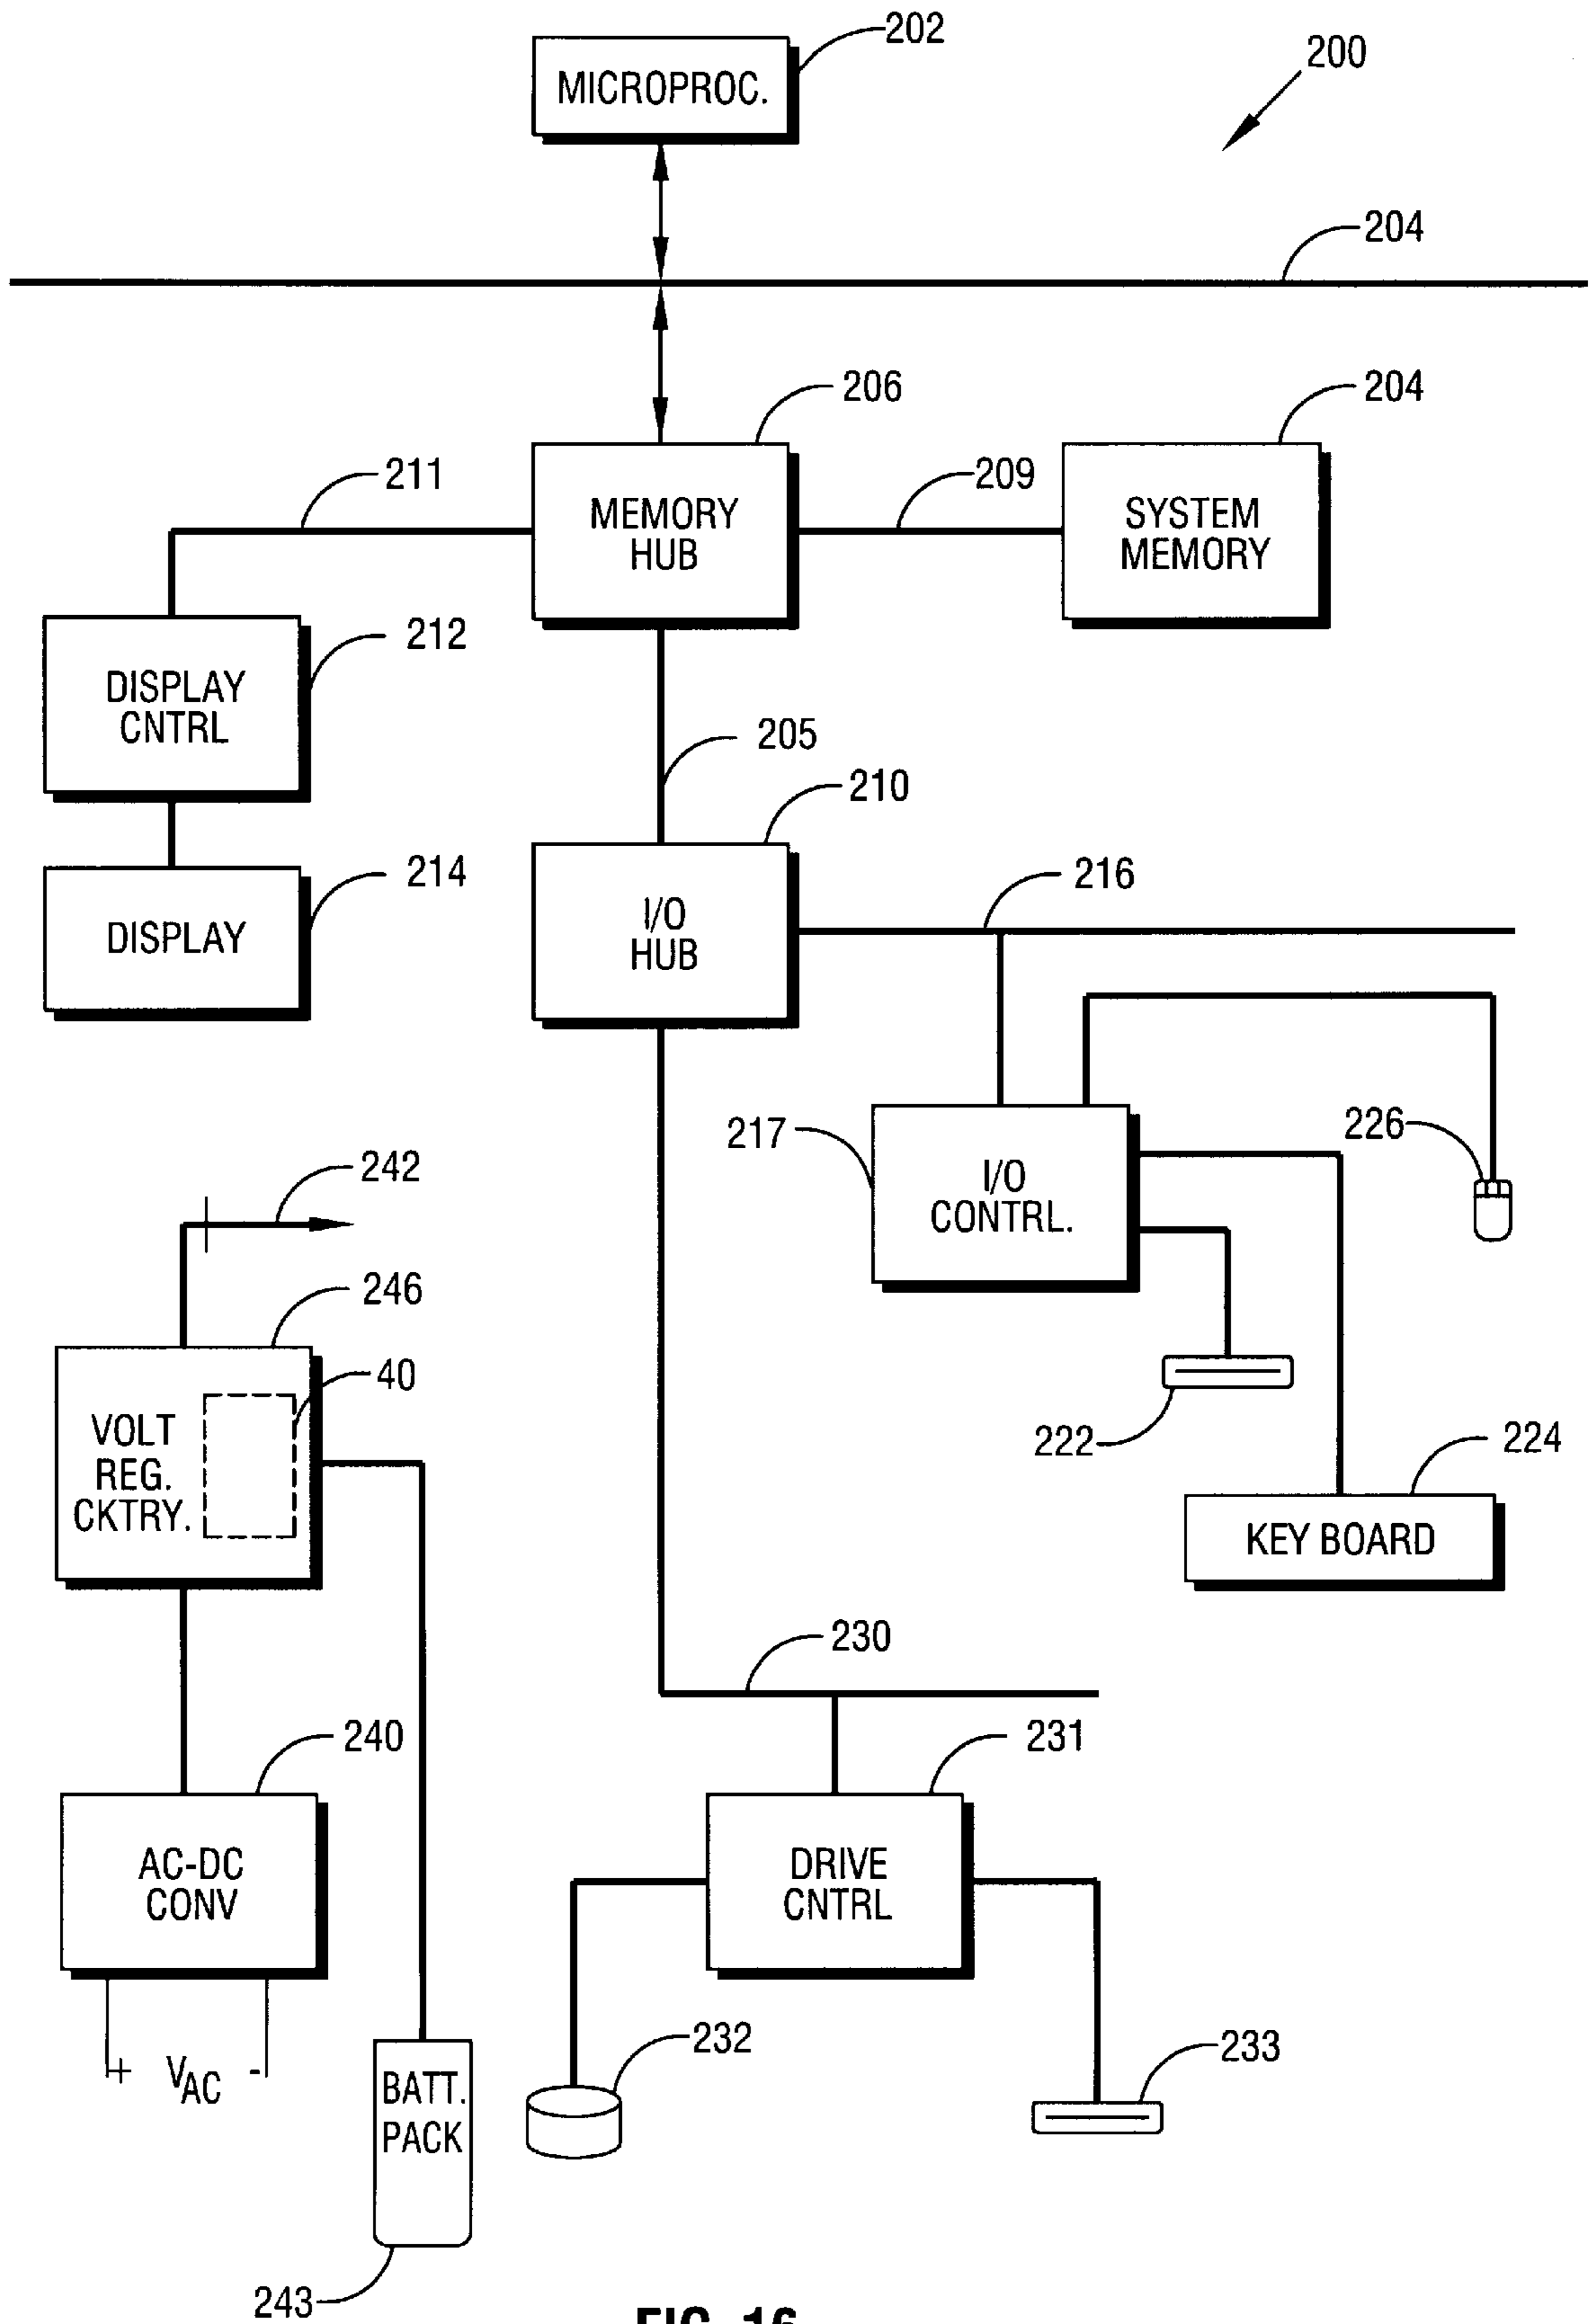 202
MICROPROC.
200
204
206
204
211
209
MEMORY
HUB
SYSTEM
MEMORY
212
DISPLAY
CNTRL
205
210
214
216
DISPLAY
I/O
HUB
217
226
242
I/O
CONTRL.
246
40
VOLT
REG.
CKTRY.
222
224
KEY BOARD
230
240
231
AC-DC
CONV
DRIVE
CNTRL
232
233
+ VAC -
BATT.
PACK
243
FIG. 16